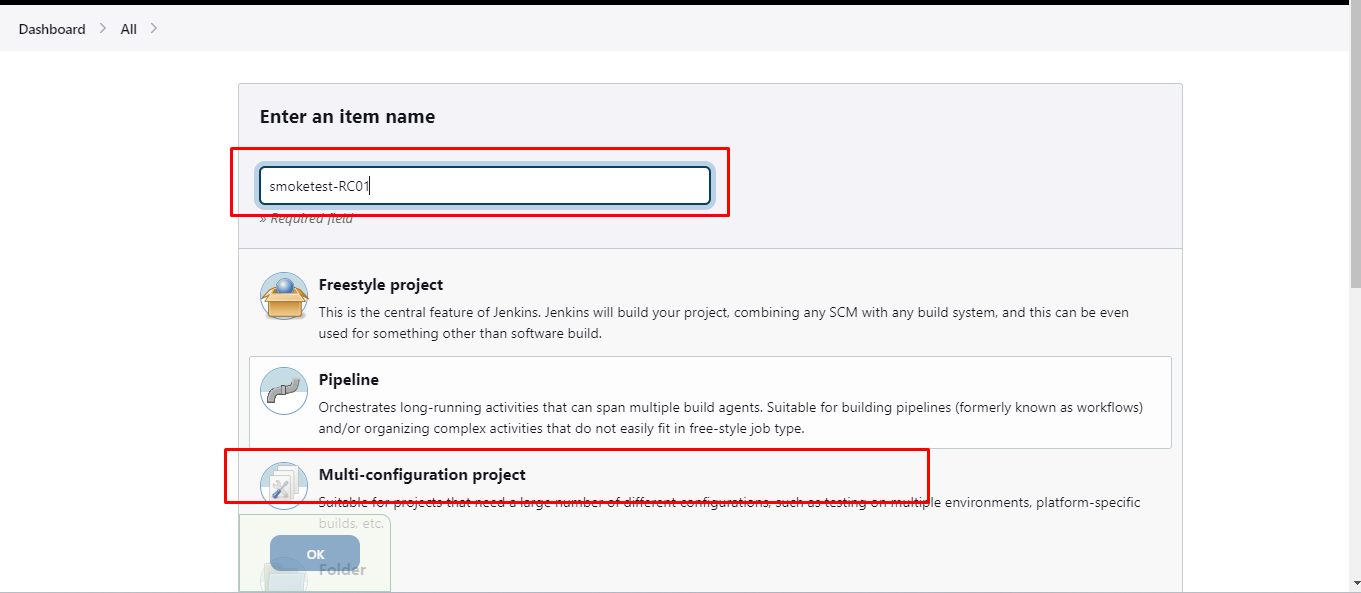 Dashboard > All >
Enter an item name
smoketest-RC01
» Required field
Freestyle project
This is the central feature of Jenkins. Jenkins will build your project, combining any SCM with any build system, and this can be even
used for something other than software build.
Pipeline
Orchestrates long-running activities that can span multiple build agents. Suitable for building pipelines (formerly known as workflows)
and/or organizing complex activities that do not easily fit in free-style job type.
Multi-configuration project
Suitable for projects that need a large number of different configurations, such as testing on multiple environments, platform-specific
builds, etc.
OK
Folder